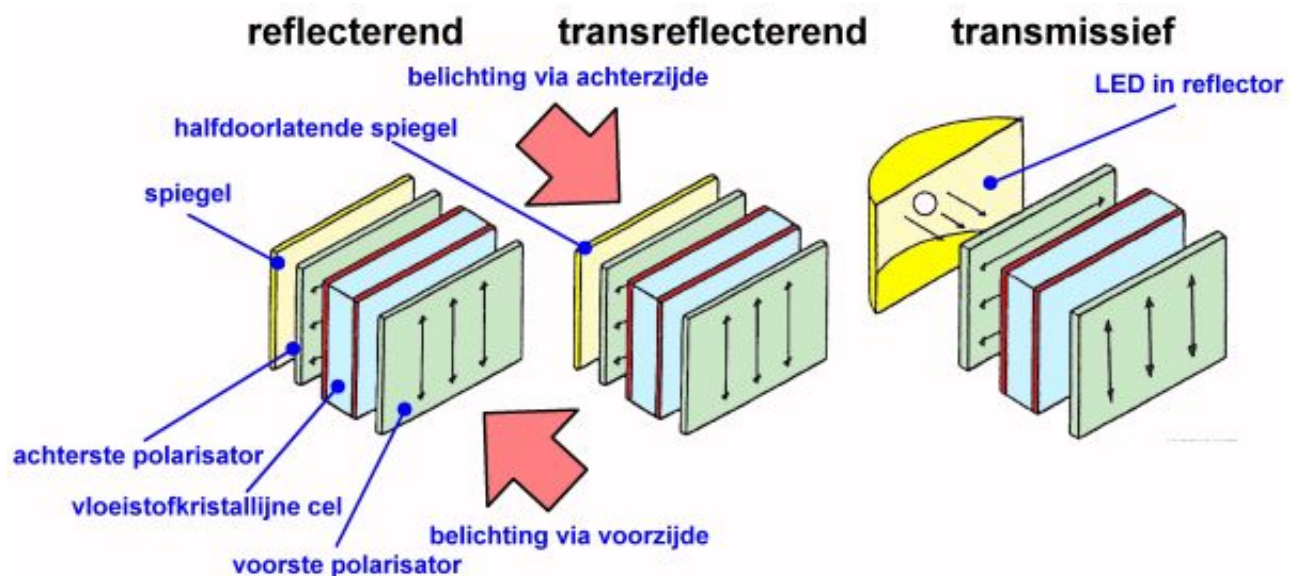 reflecterend
transreflecterend
transmissief
belichting via achterzijde
LED in reflector
halfdoorlatende spiegel
spiegel
achterste polarisator
vloeistofkristallijne cel
belichting via voorzijde
voorste polarisator